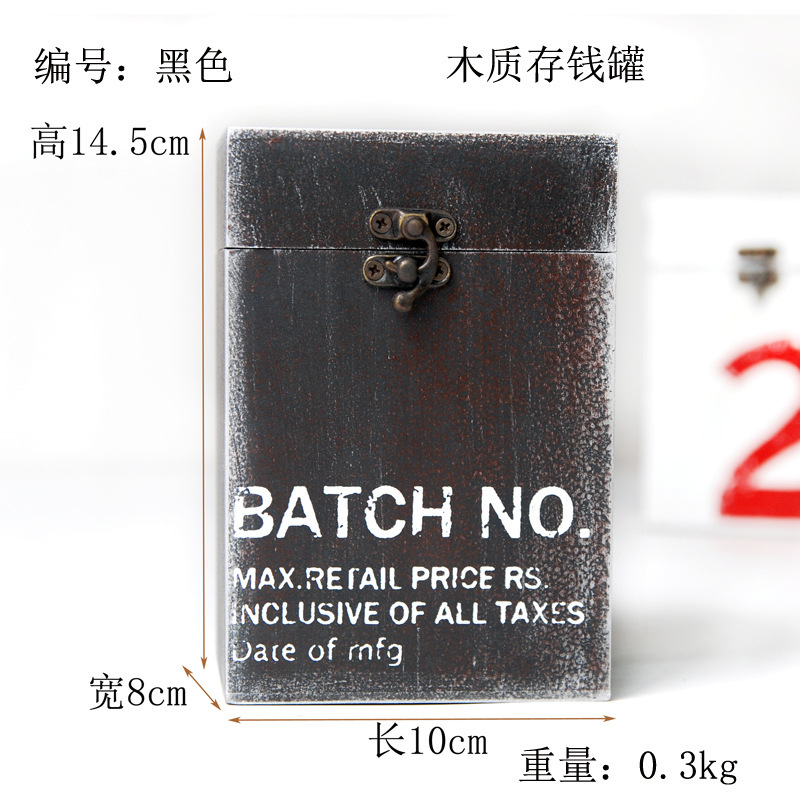 编号：黑色
木质存钱罐
高14.5cm
BATCH NO.
MAX.RETAIL PRICE RS.
INCLUSIVE OF ALL TAXES
Date of mfg
宽8cm
长10cm
重量：0.3kg
2